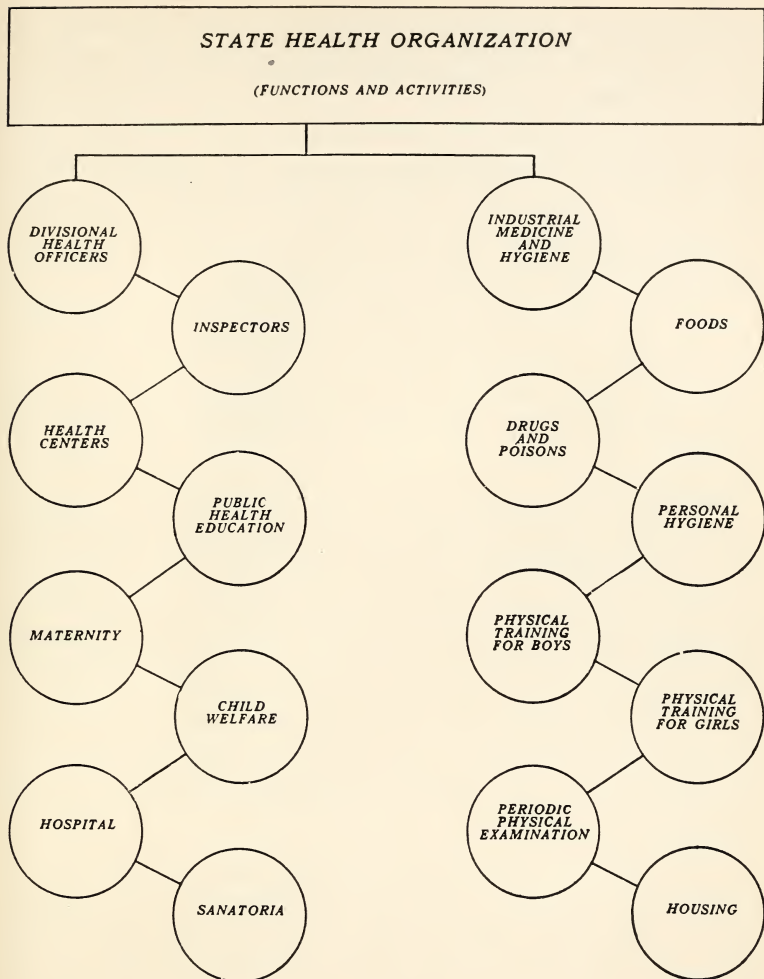 STATE HEALTH ORGANIZATION
(FUNCTIONS AND ACTIVITIES)
DIVISIONAL
HEALTH
OFFICERS
INSPECTORS
HEALTH
CENTERS
PUBLIC
HEALTH
EDUCATION
MATERNITY
CHILD
WELFARE
HOSPITAL
SANATORIA
INDUSTRIAL
MEDICINE
AND
HYGIENE
FOODS
DRUGS
AND
POISONS
PERSONAL
HYGIENE
PHYSICAL
TRAINING
FOR BOYS
PHYSICAL
TRAINING
FOR GIRLS
PERIODIC
PHYSICAL
EXAMINATION
HOUSING